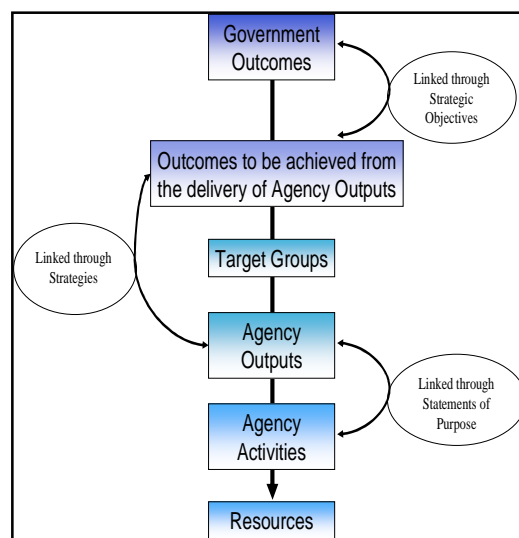 Government
Outcomes
Linked through
Strategic
Objectives
Outcomes to be achieved from
the delivery of Agency Outputs
Target Groups
Linked through
Strategies
Agency
Outputs
Linked through
Statements of
Purpose
Agency
Activities
Resources